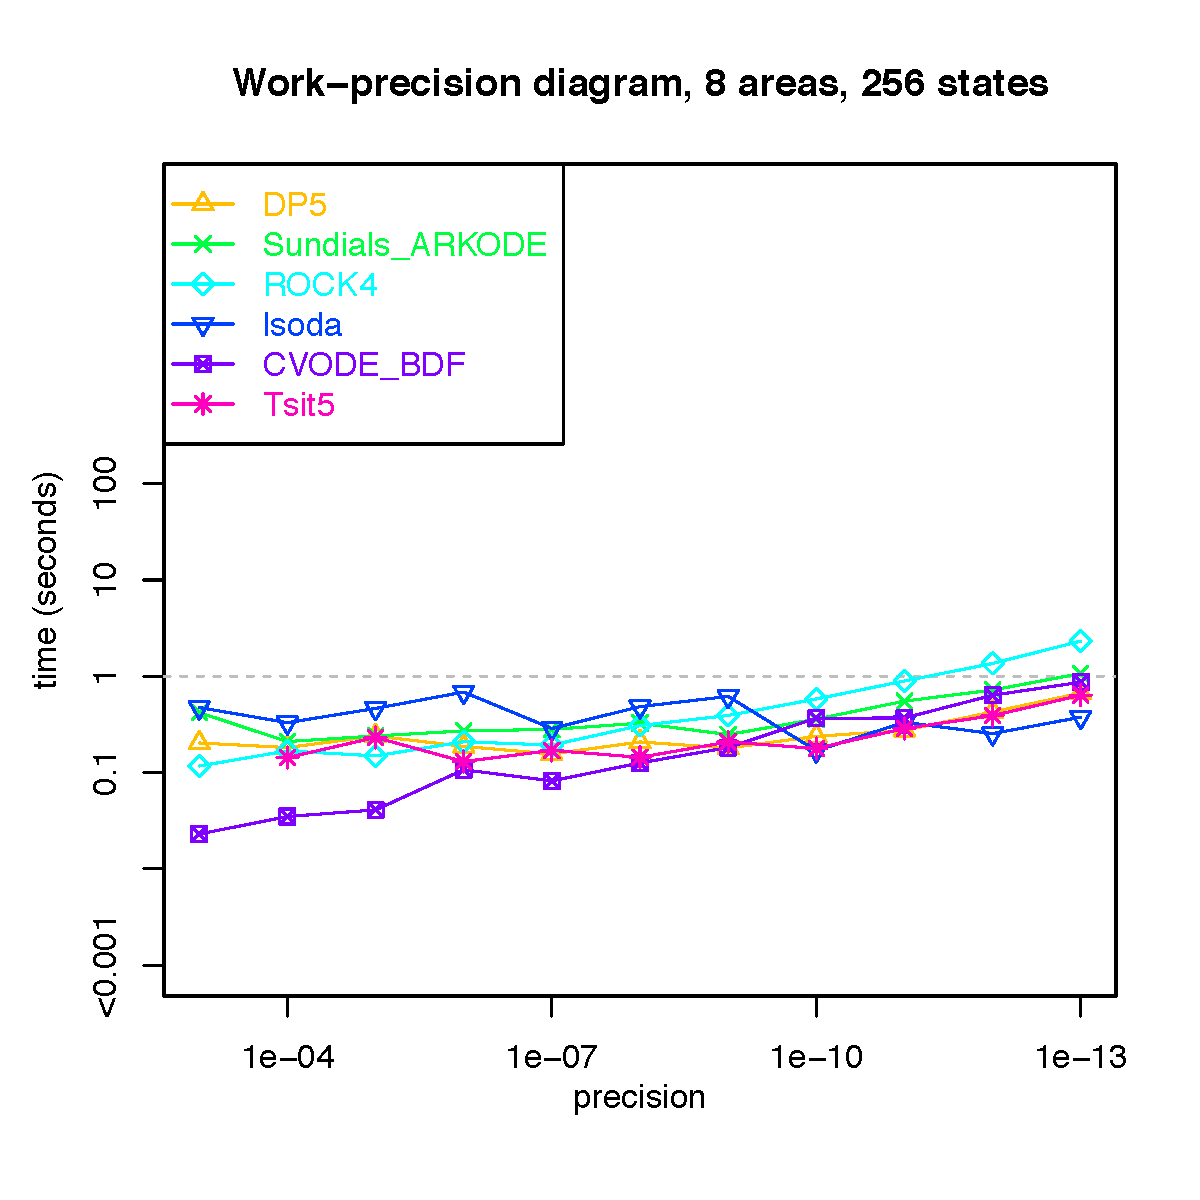 Work−precision diagram, 8 areas, 256 states
DP5
Sundials_ARKODE
ROCK4
lsoda
CVODE_BDF
Tsit5
time (seconds)
100
10
1
0.1
<0.001
1e−04
1e−07
1e−10
1e−13
precision